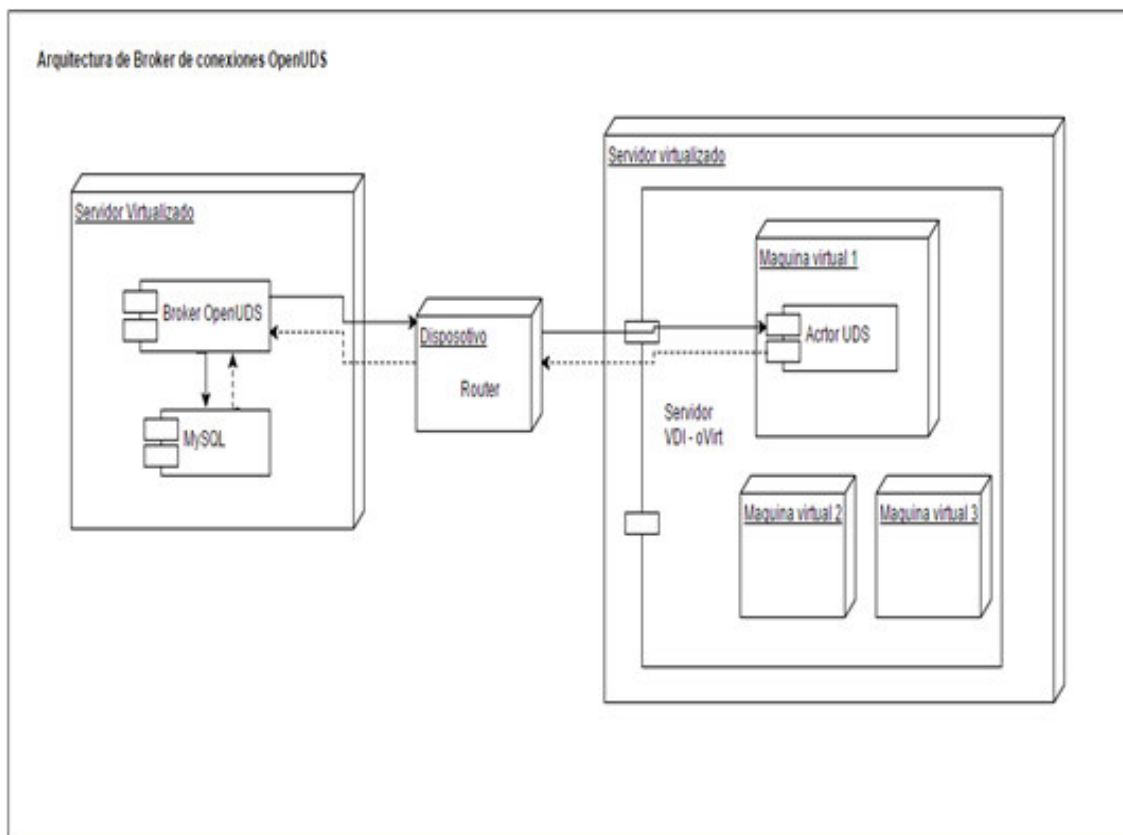 Arquitectura de Broker de conexiones OpenUDS
Servidor Virtualizado
Broker OpenUDS
MySQL
Disposotivo
Router
Servidor virtualizado
Servidor
VDI - oVirt
Maquina virtual 1
Acrtor UDS
Maquina virtual 2
Maquina virtual 3